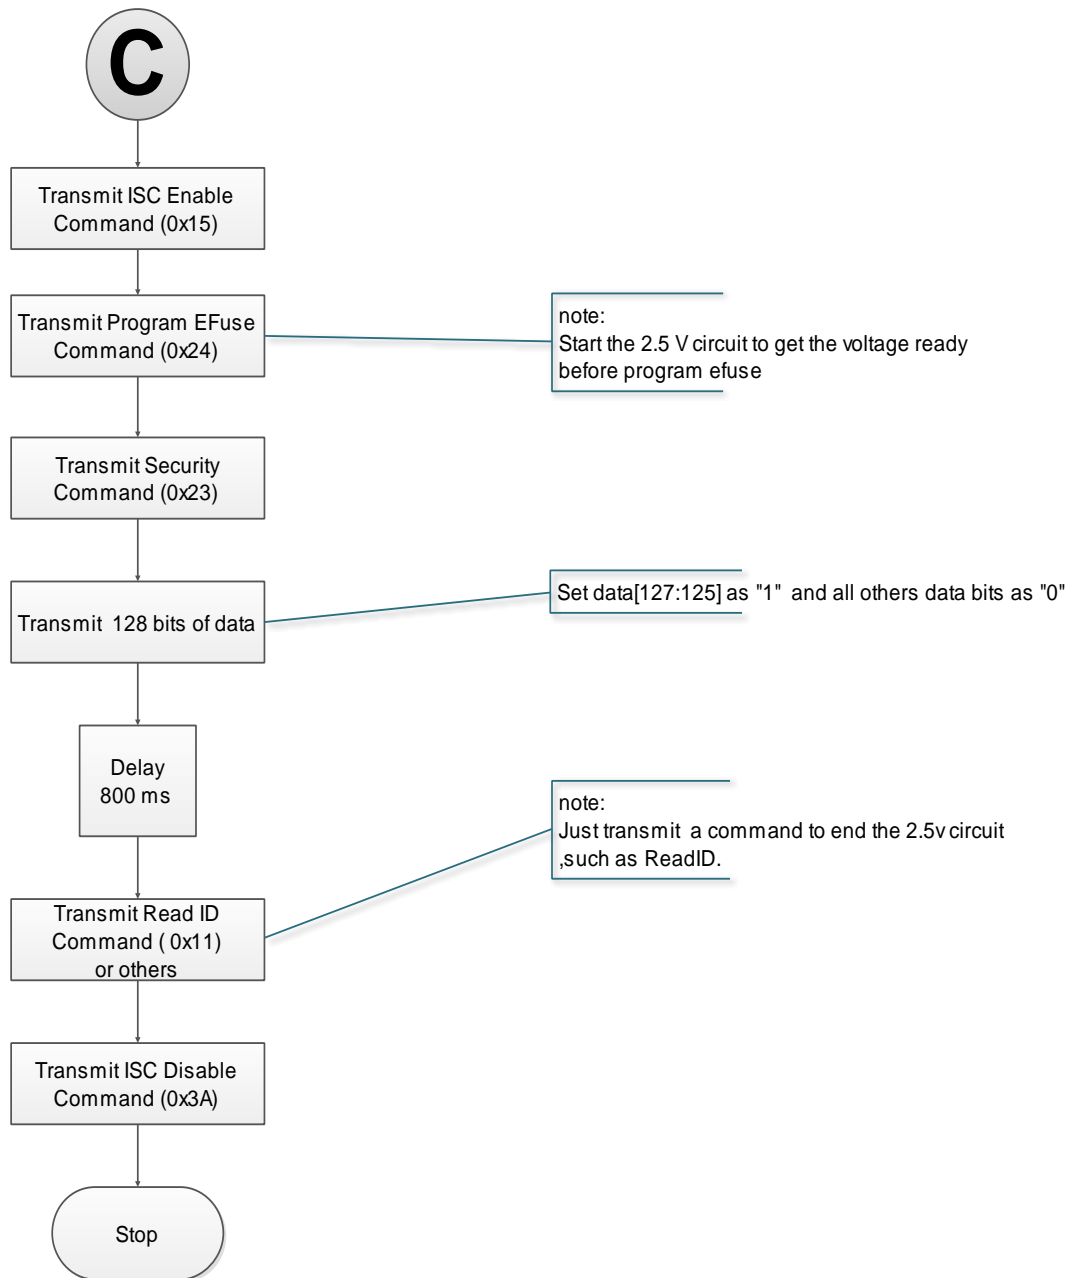 C
Transmit ISC Enable
Command (0x15)
Transmit Program EFuse
Command (0x24)
note:
Start the 2.5 V circuit to get the voltage ready
before program efuse
Transmit Security
Command (0x23)
Transmit 128 bits of data
Set data[127:125] as "1" and all others data bits as "0"
Delay
800 ms
note:
Just transmit a command to end the 2.5v circuit
,such as ReadID.
Transmit Read ID
Command ( 0x11)
or others
Transmit ISC Disable
Command (0x3A)
Stop